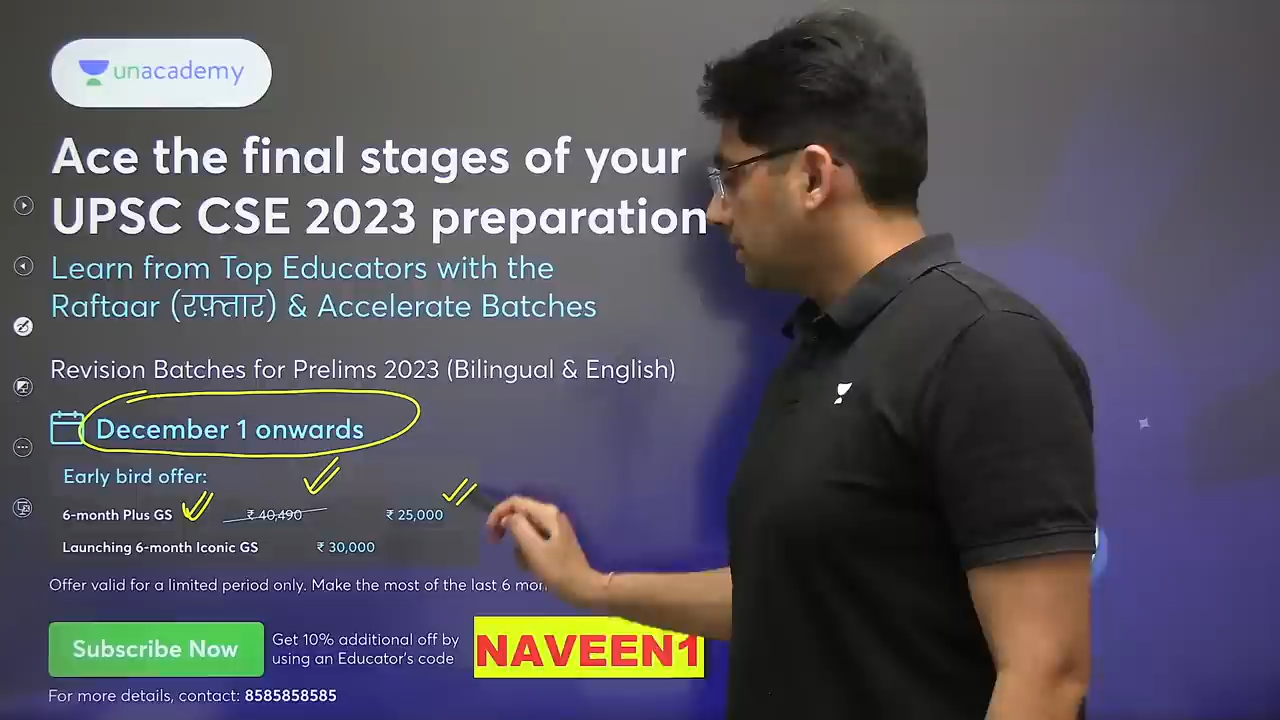 unacademy
Ace the final stages of your
UPSC CSE 2023 preparation
Learn from Top Educators with the
Raftaar (रफ़्तार) & Accelerate Batches
Revision Batches for Prelims 2023 (Bilingual & English)
December 1 onwards
Early bird offer:
6-month Plus GS ₹ 40,490 ₹ 25,000
Launching 6-month Iconic GS ₹ 30,000
Offer valid for a limited period only. Make the most of the last 6
Subscribe Now
Get 10% additional off by
using an Educator's code
NAVEEN1
For more details, contact: 8585858585